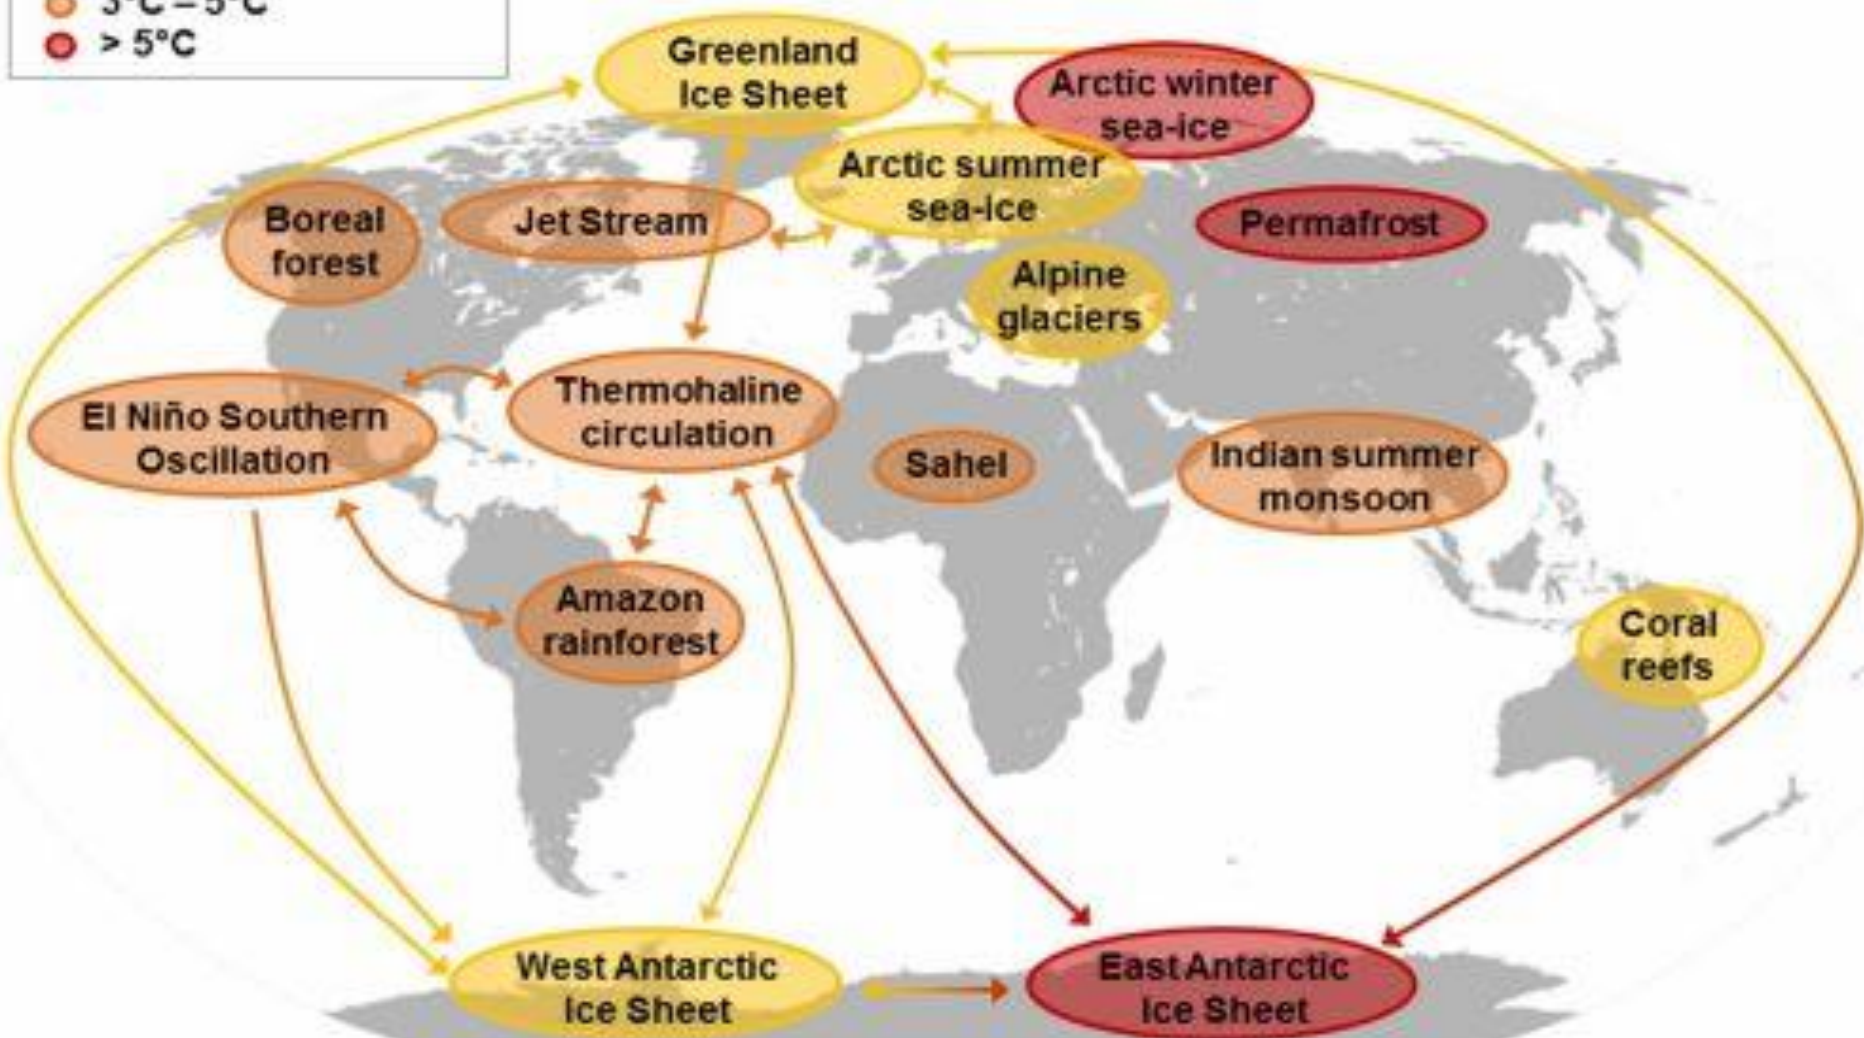 3°C – 5°C
> 5°C
Greenland
Ice Sheet
Arctic winter
sea-ice
Arctic summer
sea-ice
Boreal
forest
Jet Stream
Permafrost
Alpine
glaciers
El Niño Southern
Oscillation
Thermohaline
circulation
Sahel
Indian summer
monsoon
Amazon
rainforest
Coral
reefs
West Antarctic
Ice Sheet
East Antarctic
Ice Sheet